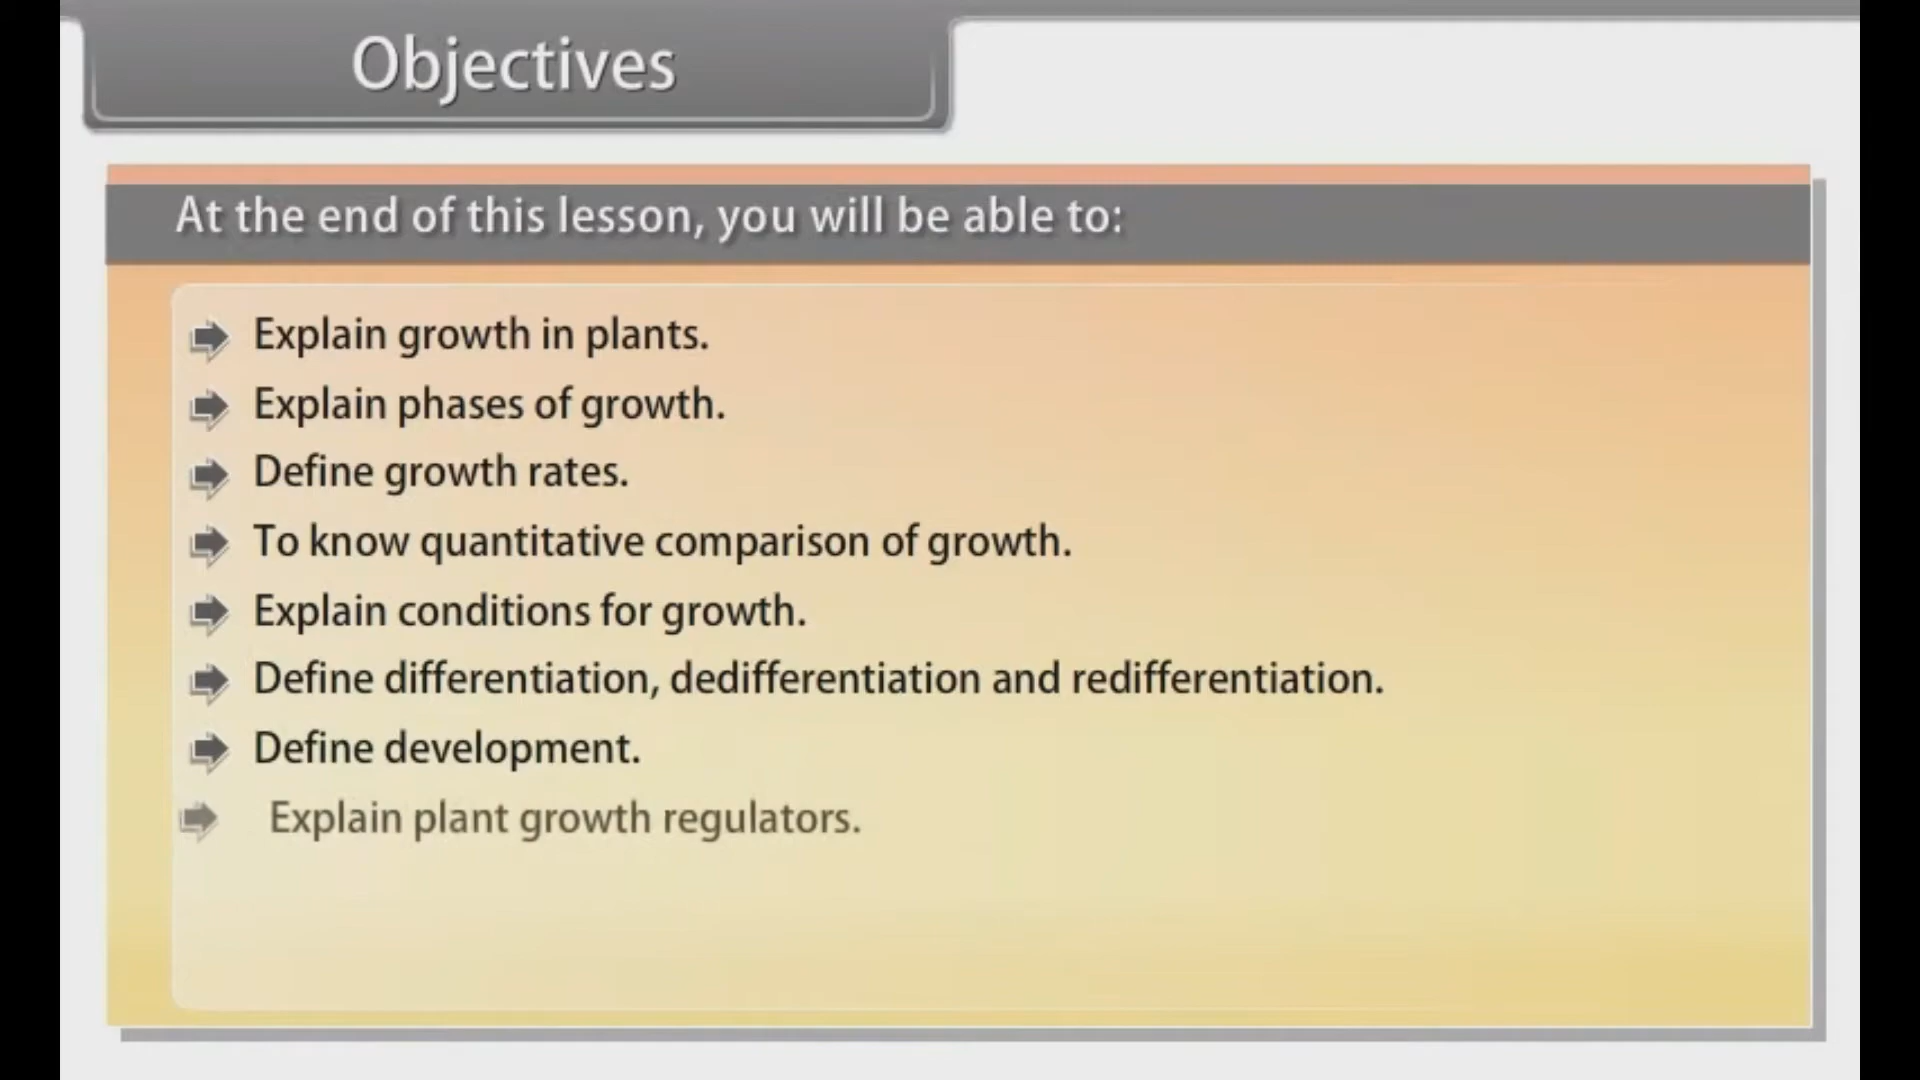 Objectives
At the end of this lesson, you will be able to:
Explain growth in plants.
Explain phases of growth.
Define growth rates.
To know quantitative comparison of growth.
Explain conditions for growth.
Define differentiation, dedifferentiation and redifferentiation.
Define development.
Explain plant growth regulators.